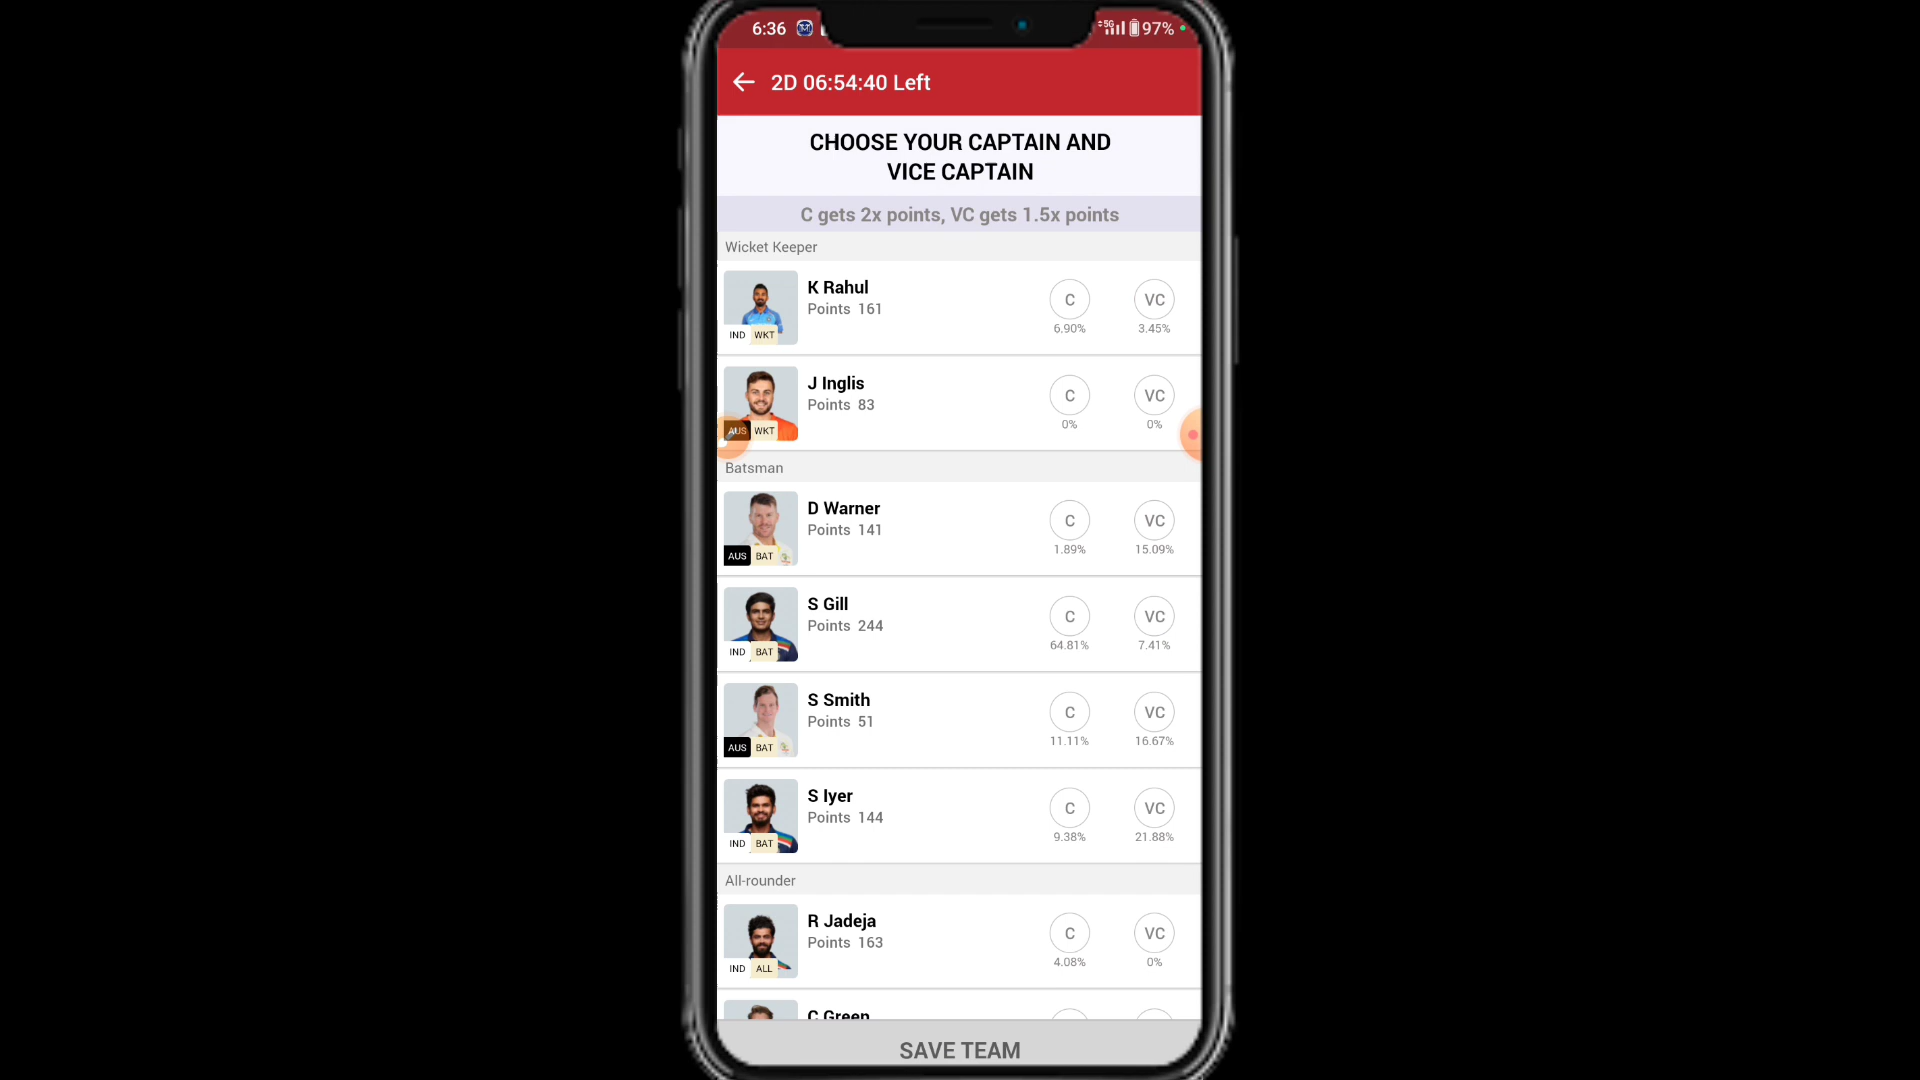 6:36
5G
97%
2D 06:54:40 Left
CHOOSE YOUR CAPTAIN AND
VICE CAPTAIN
C gets 2x points, VC gets 1.5x points
Wicket Keeper
K Rahul
Points 161
IND WKT
C
6.90%
VC
3.45%
J Inglis
Points 83
AUS WKT
C
0%
VC
0%
Batsman
D Warner
Points 141
AUS BAT
C
1.89%
VC
15.09%
S Gill
Points 244
IND BAT
C
64.81%
VC
7.41%
S Smith
Points 51
AUS BAT
C
11.11%
VC
16.67%
S Iyer
Points 144
IND BAT
C
9.38%
VC
21.88%
All-rounder
R Jadeja
Points 163
IND ALL
C
4.08%
VC
0%
C Green
SAVE TEAM